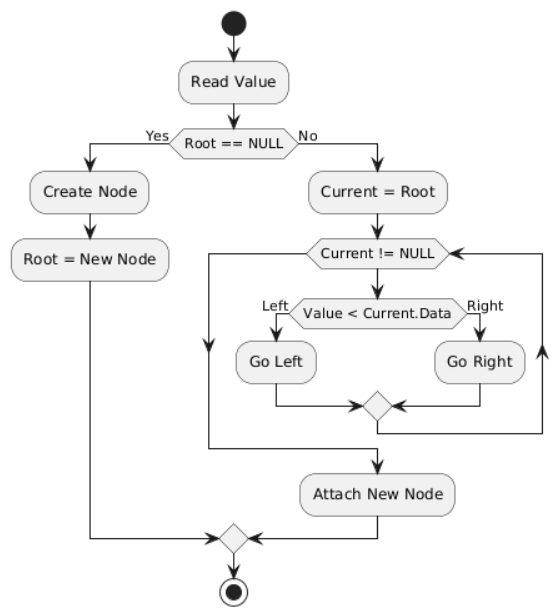 Read Value
Yes
Root == NULL
No
Create Node
Current = Root
Root = New Node
Current != NULL
Left
Value < Current.Data
Right
Go Left
Go Right
Attach New Node